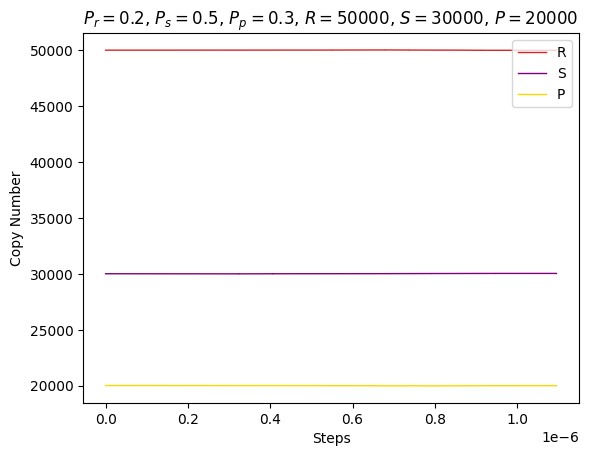 P_r = 0.2, P_s = 0.5, P_p = 0.3, R = 50000, S = 30000, P = 20000
50000
45000
40000
35000
30000
25000
20000
Copy Number
R
S
P
0.0 0.2 0.4 0.6 0.8 1.0
1e−6
Steps